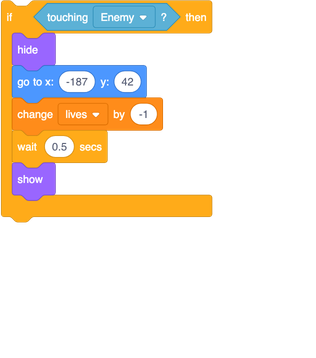 if touching Enemy ? then
hide
go to x: -187 y: 42
change lives by -1
wait 0.5 secs
show